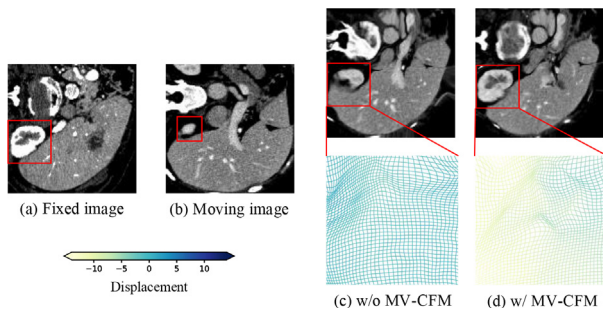 (a) Fixed image
(b) Moving image
−10 −5 0 5 10
Displacement
(c) w/o MV-CFM
(d) w/ MV-CFM